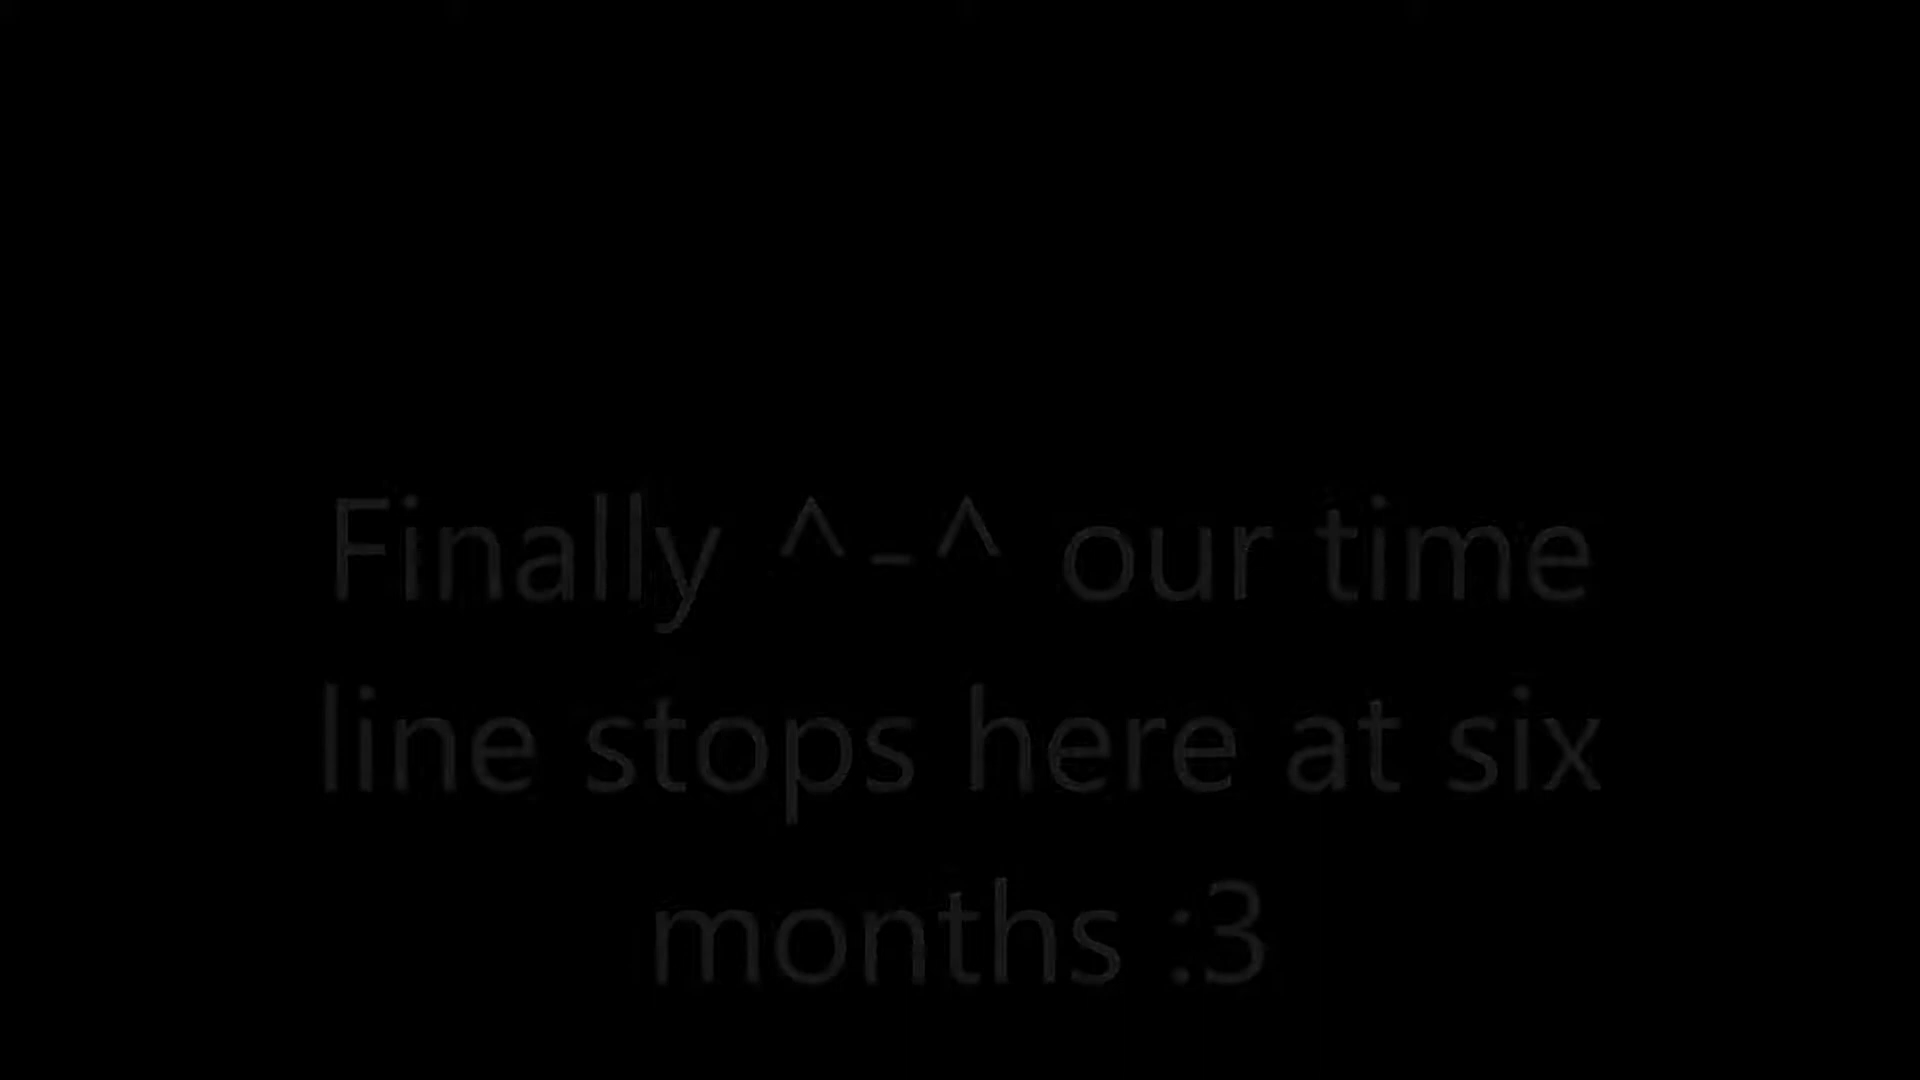 Finally ^-^ our time
line stops here at six
months :3